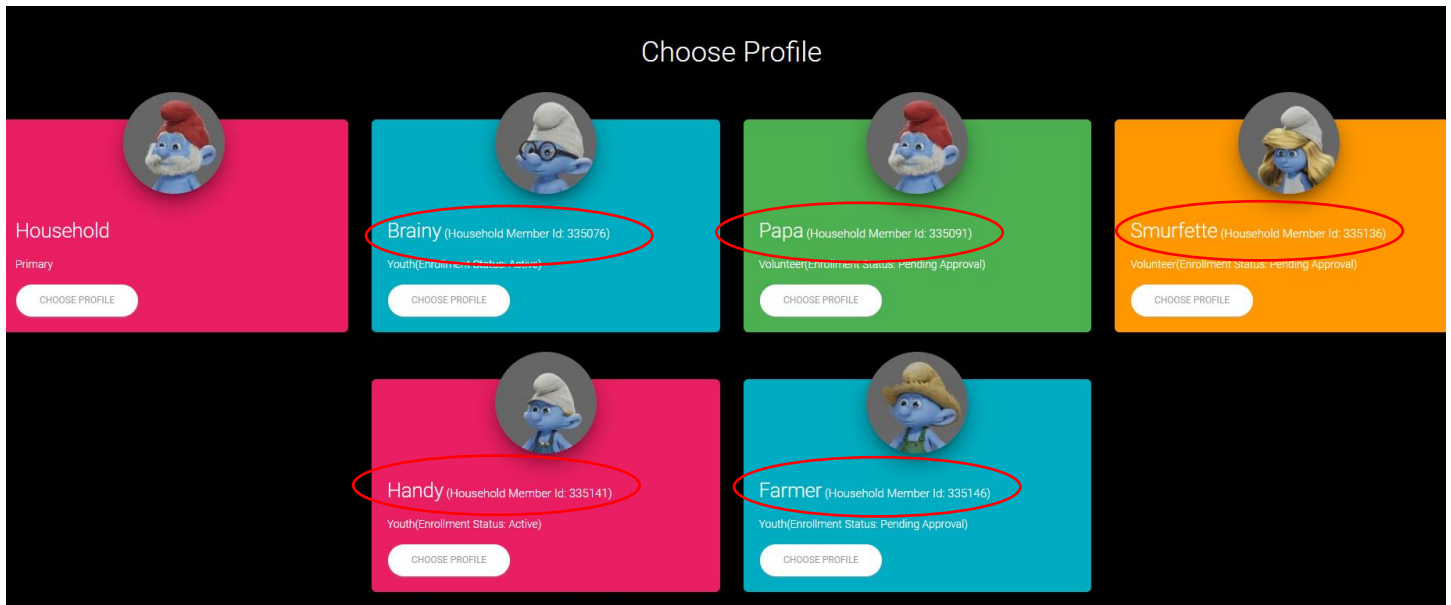 Choose Profile
Household
Primary
CHOOSE PROFILE
Brainy (Household Member Id: 335076)
Youth(Enrollment Status: Active)
CHOOSE PROFILE
Papa (Household Member Id: 335091)
Volunteer(Enrollment Status: Pending Approval)
CHOOSE PROFILE
Smurfette (Household Member Id: 335136)
Volunteer(Enrollment Status: Pending Approval)
CHOOSE PROFILE
Handy (Household Member Id: 335141)
Youth(Enrollment Status: Active)
CHOOSE PROFILE
Farmer (Household Member Id: 335146)
Youth(Enrollment Status: Pending Approval)
CHOOSE PROFILE